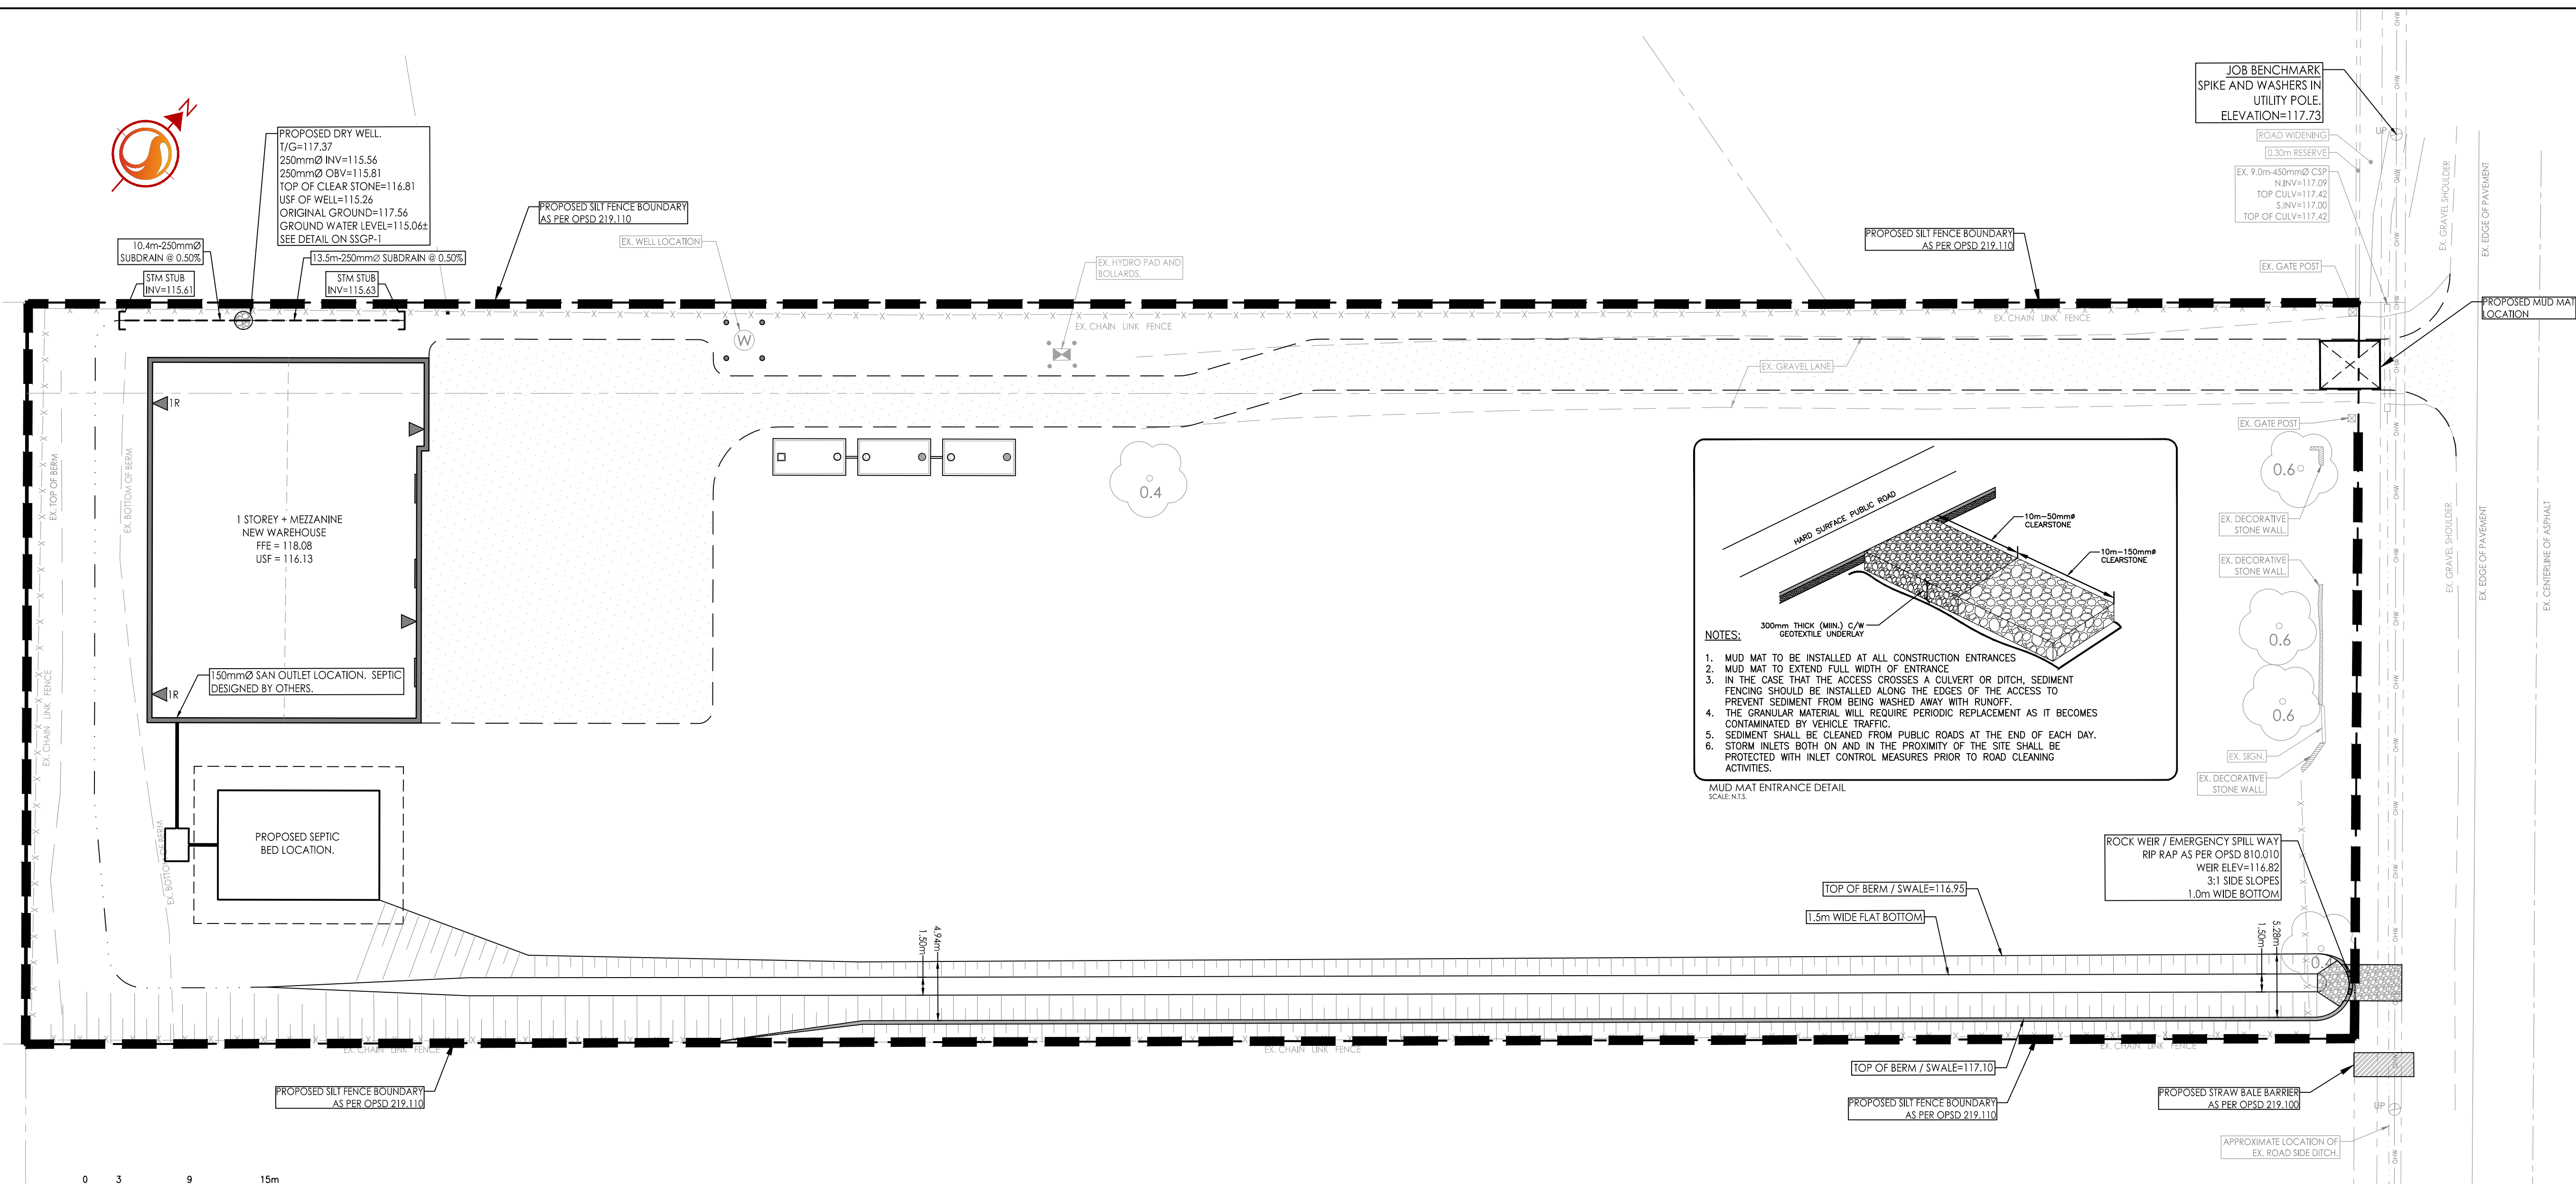 N
PROPOSED DRY WELL.
T/G=117.37
250mmØ INV=115.56
250mmØ OBV=115.81
TOP OF CLEAR STONE=116.81
USF OF WELL=115.26
ORIGINAL GROUND=117.56
GROUND WATER LEVEL=115.06±
SEE DETAIL ON SSGP-1
10.4m-250mmØ
SUBDRAIN @ 0.50%
13.5m-250mmØ SUBDRAIN @ 0.50%
STM STUB
INV=115.61
STM STUB
INV=115.63
PROPOSED SILT FENCE BOUNDARY
AS PER OPSD 219.110
EX. WELL LOCATION
W
EX. HYDRO PAD AND
BOLLARDS.
EX. CHAIN LINK FENCE
PROPOSED SILT FENCE BOUNDARY
AS PER OPSD 219.110
EX. CHAIN LINK FENCE
JOB BENCHMARK
SPIKE AND WASHERS IN
UTILITY POLE.
ELEVATION=117.73
UP
ROAD WIDENING
0.30m RESERVE
EX. 9.0m-450mmØ CSP
N.INV=117.09
TOP CULV=117.42
S.INV=117.00
TOP OF CULV=117.42
EX. GATE POST
PROPOSED MUD MAT
LOCATION
EX. GRAVEL SHOULDER
EX. EDGE OF PAVEMENT
OHW
OHW
OHW
OHW
OHW
OHW
OHW
OHW
OHW
OHW
OHW
OHW
OHW
OHW
EX. GRAVEL LANE
EX. GATE POST
0.4
0.6
EX. DECORATIVE
STONE WALL.
EX. DECORATIVE
STONE WALL.
0.6
0.6
EX. SIGN.
EX. DECORATIVE
STONE WALL.
EX. GRAVEL SHOULDER
EX. EDGE OF PAVEMENT
EX. CENTERLINE OF ASPHALT
EX. TOP OF BERM
EX. BOTTOM OF BERM
EX. CHAIN LINK FENCE
1R
1 STOREY + MEZZANINE
NEW WAREHOUSE
FFE = 118.08
USF = 116.13
1R
150mmØ SAN OUTLET LOCATION. SEPTIC
DESIGNED BY OTHERS.
PROPOSED SEPTIC
BED LOCATION.
EX. BOTTOM OF BERM
HARD SURFACE PUBLIC ROAD
10m-50mmø
CLEARSTONE
10m-150mmø
CLEARSTONE
300mm THICK (MIIN.) C/W
GEOTEXTILE UNDERLAY
NOTES:
1. MUD MAT TO BE INSTALLED AT ALL CONSTRUCTION ENTRANCES
2. MUD MAT TO EXTEND FULL WIDTH OF ENTRANCE
3. IN THE CASE THAT THE ACCESS CROSSES A CULVERT OR DITCH, SEDIMENT
FENCING SHOULD BE INSTALLED ALONG THE EDGES OF THE ACCESS TO
PREVENT SEDIMENT FROM BEING WASHED AWAY WITH RUNOFF.
4. THE GRANULAR MATERIAL WILL REQUIRE PERIODIC REPLACEMENT AS IT BECOMES
CONTAMINATED BY VEHICLE TRAFFIC.
5. SEDIMENT SHALL BE CLEANED FROM PUBLIC ROADS AT THE END OF EACH DAY.
6. STORM INLETS BOTH ON AND IN THE PROXIMITY OF THE SITE SHALL BE
PROTECTED WITH INLET CONTROL MEASURES PRIOR TO ROAD CLEANING
ACTIVITIES.
MUD MAT ENTRANCE DETAIL
SCALE: N.T.S.
ROCK WEIR / EMERGENCY SPILL WAY
RIP RAP AS PER OPSD 810.010
WEIR ELEV=116.82
3:1 SIDE SLOPES
1.0m WIDE BOTTOM
TOP OF BERM / SWALE=116.95
1.5m WIDE FLAT BOTTOM
4.94m
1.50m
5.28m
1.50m
0.4
EX. CHAIN LINK FENCE
EX. CHAIN LINK FENCE
EX. CHAIN LINK FENCE
PROPOSED SILT FENCE BOUNDARY
AS PER OPSD 219.110
TOP OF BERM / SWALE=117.10
PROPOSED SILT FENCE BOUNDARY
AS PER OPSD 219.110
PROPOSED STRAW BALE BARRIER
AS PER OPSD 219.100
UP
APPROXIMATE LOCATION OF
EX. ROAD SIDE DITCH.
0 3 9 15m